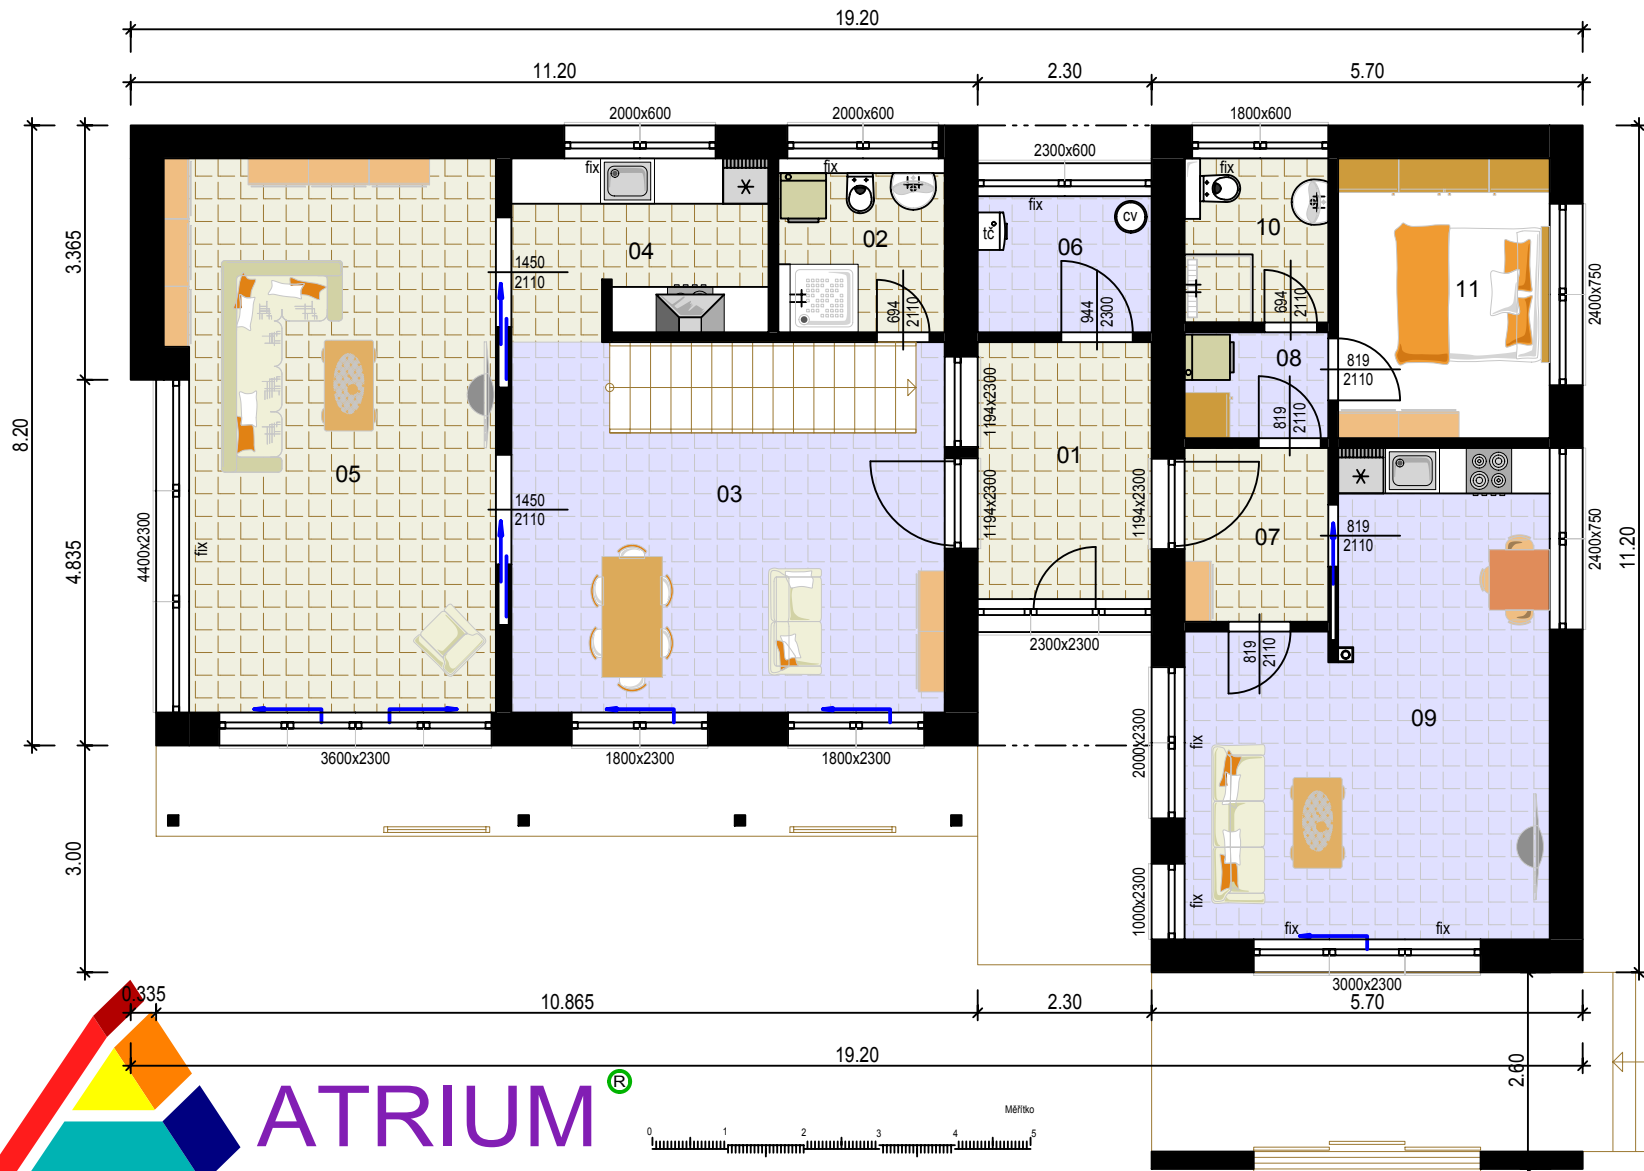 19.20
11.20 2.30 5.70
2000x600 2000x600 1800x600
2300x600
fix fix fix
fix
cv
tč
02 06 10
04
3.365
1450
2110
694
2110
944
2300
694
2110
11
2400x750
08
819
2110
819
2110
1194x2300
8.20
05 01
03
1450
2110
1194x2300 1194x2300
07
819
2110
2400x750
11.20
4.835
4400x2300
fix
2300x2300
819
2110
09
3600x2300 1800x2300 1800x2300
2000x2300
fix
3.00
1000x2300
fix
fix fix
3000x2300
0.335 10.865 2.30 5.70
19.20
2.60
ATRIUM ®
Měřítko
0 1 2 3 4 5